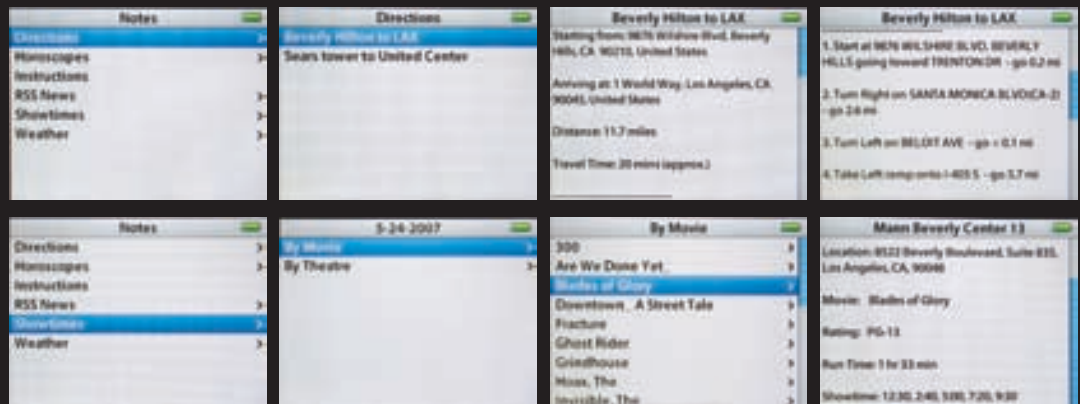 Notes
Directions
Horoscopes
Instructions
RSS News
Showtimes
Weather
Directions
Beverly Hilton to LAX
Sears tower to United Center
Beverly Hilton to LAX
Starting from: 9876 Wilshire Blvd, Beverly
Hills, CA 90210, United States
Arriving at: 1 World Way, Los Angeles, CA
90045, United States
Distance: 11.7 miles
Travel Time: 20 mins (approx.)
Beverly Hilton to LAX
1. Start at 9876 WILSHIRE BLVD, BEVERLY
HILLS going toward TRENTON DR - go 0.2 mi
2. Turn Right on SANTA MONICA BLVD(CA-2)
- go 2.6 mi
3. Turn Left on BELOIT AVE - go < 0.1 mi
4. Take Left ramp onto I-405 S - go 5.7 mi
Notes
Directions
Horoscopes
Instructions
RSS News
Showtimes
Weather
5-24-2007
By Movie
By Theatre
By Movie
300
Are We Done Yet_
Blades of Glory
Downtown_ A Street Tale
Fracture
Ghost Rider
Grindhouse
Hoax, The
Invisible, The
Mann Beverly Center 13
Location: 8522 Beverly Boulevard, Suite 835,
Los Angeles, CA, 90048
Movie: Blades of Glory
Rating: PG-13
Run Time: 1 hr 33 min
Showtime: 12:30, 2:40, 5:00, 7:20, 9:30